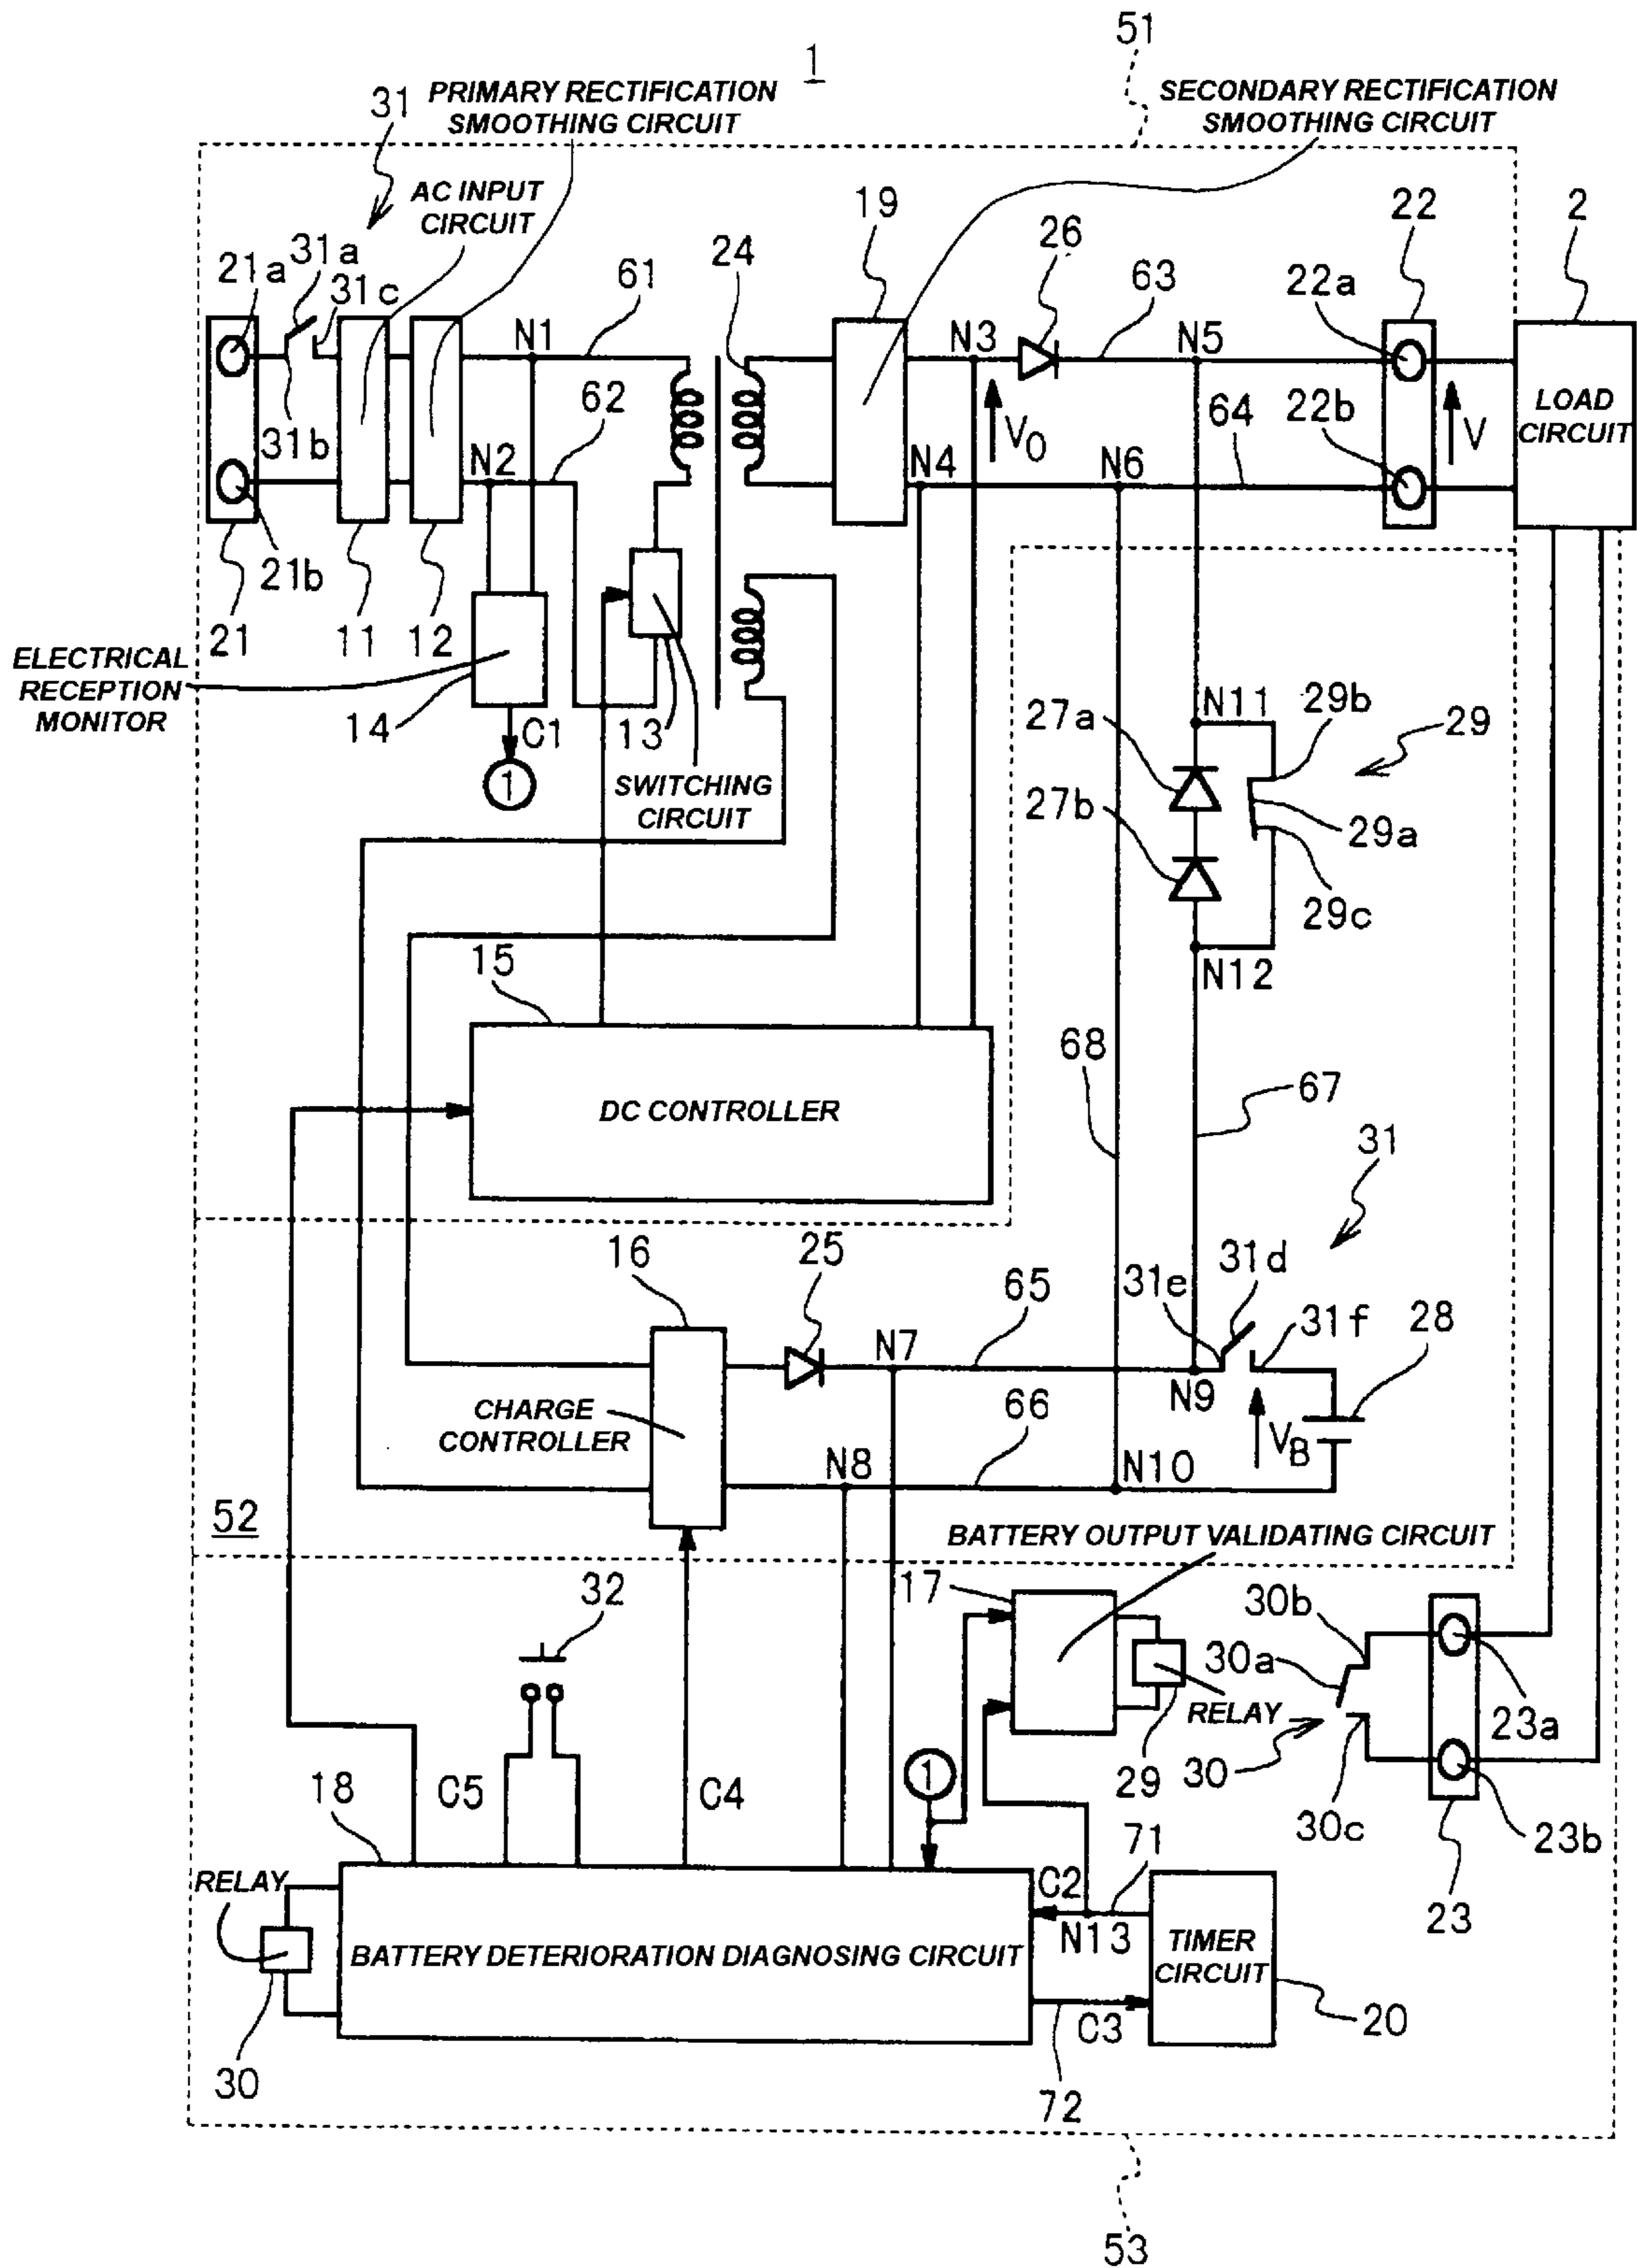 51
1
31
PRIMARY RECTIFICATION
SMOOTHING CIRCUIT
SECONDARY RECTIFICATION
SMOOTHING CIRCUIT
AC INPUT
CIRCUIT
19
22
2
21a
31a
31c
61
24
26
63
22a
N1
N3
N5
62
22b
64
LOAD
CIRCUIT
31b
N2
V0
V
N4
N6
21b
21
11
12
ELECTRICAL
RECEPTION
MONITOR
14
C1
13
1
SWITCHING
CIRCUIT
27a
N11
29b
29
27b
29a
29c
N12
15
68
67
DC CONTROLLER
31
16
25
31d
31e
65
31f
28
N7
N9
CHARGE
CONTROLLER
66
VB
N8
N10
52
BATTERY OUTPUT VALIDATING CIRCUIT
32
17
30b
30a
RELAY
23a
29
30
1
18
C5
C4
30c
23b
71
RELAY
C2
23
N13
BATTERY DETERIORATION DIAGNOSING CIRCUIT
TIMER
CIRCUIT
C3
20
30
72
53